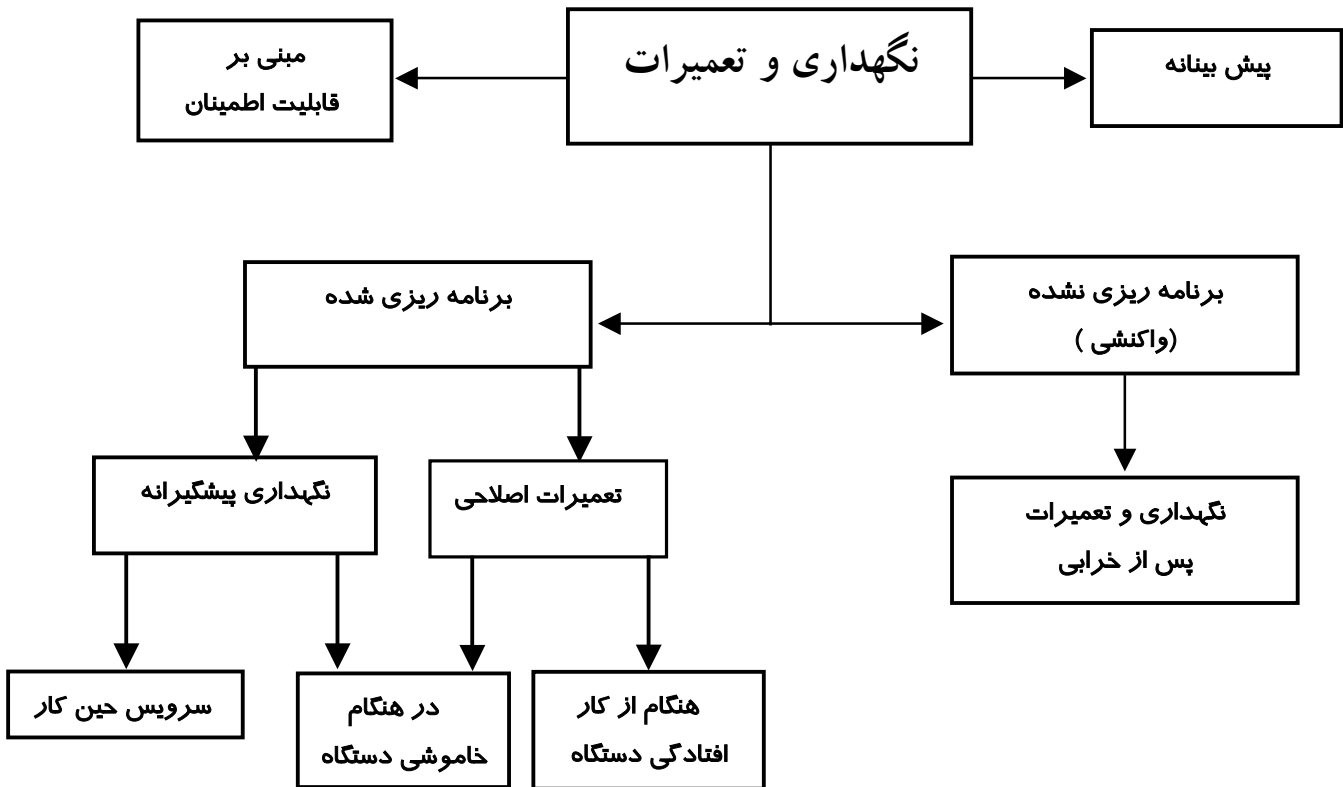 نگهداری و تعمیرات
پیش بینانه
مبنی بر
قابلیت اطمینان
برنامه ریزی نشده
(واکنشی )
برنامه ریزی شده
نگهداری و تعمیرات
پس از خرابی
تعمیرات اصلاحی
نگهداری پیشگیرانه
هنگام از کار
افتادگی دستگاه
در هنگام
خاموشی دستگاه
سرویس حین کار